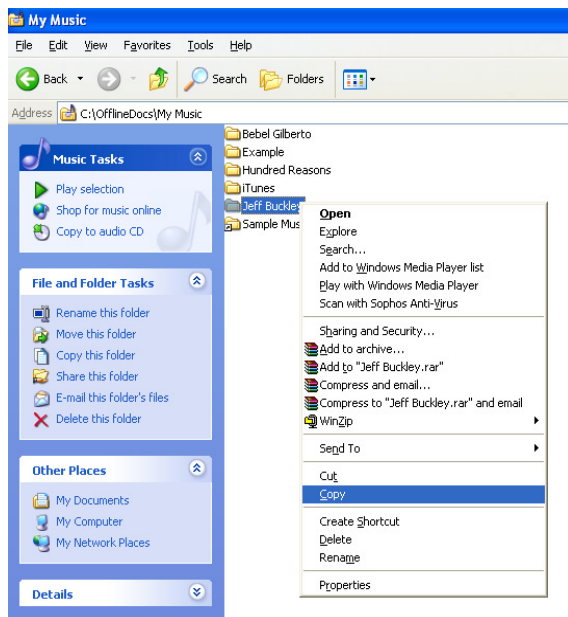 My Music
File Edit View Favorites Tools Help
Back Search Folders
Address C:\OfflineDocs\My Music
Music Tasks
Play selection
Shop for music online
Copy to audio CD
File and Folder Tasks
Rename this folder
Move this folder
Copy this folder
Share this folder
E-mail this folder's files
Delete this folder
Other Places
My Documents
My Computer
My Network Places
Details
Bebel Gilberto
Example
Hundred Reasons
iTunes
Jeff Buckley
Sample Mus
Open
Explore
Search...
Add to Windows Media Player list
Play with Windows Media Player
Scan with Sophos Anti-Virus
Sharing and Security...
Add to archive...
Add to "Jeff Buckley.rar"
Compress and email...
Compress to "Jeff Buckley.rar" and email
WinZip
Send To
Cut
Copy
Create Shortcut
Delete
Rename
Properties